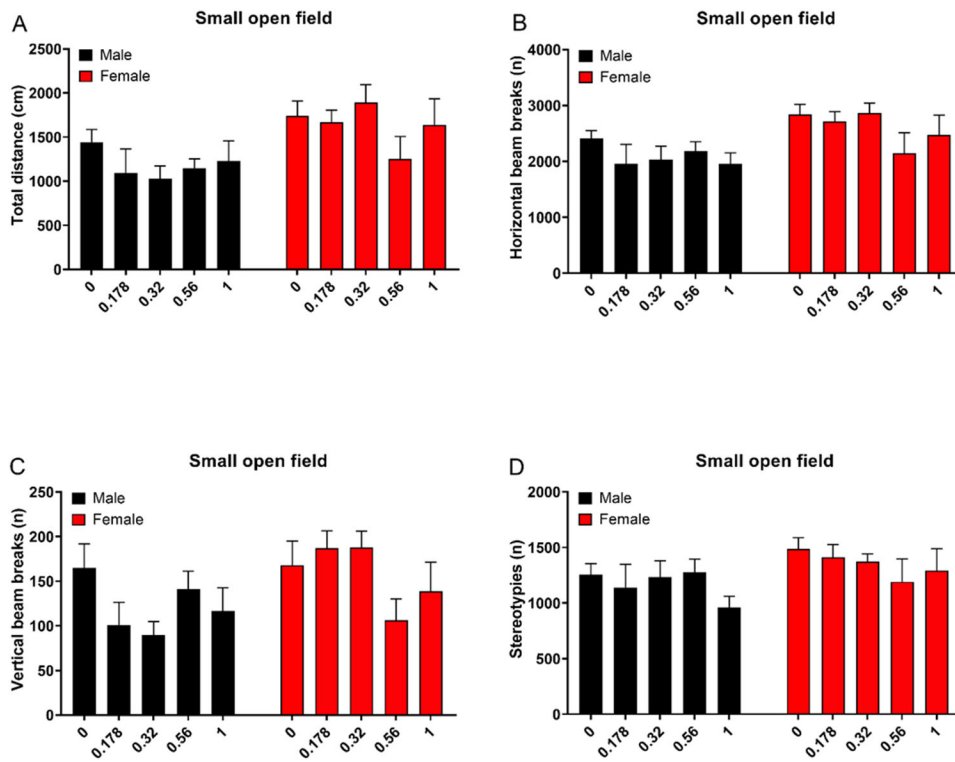 A
Small open field
Male
Female
Total distance (cm)
2500
2000
1500
1000
500
0
0 0.178 0.32 0.56 1 0 0.178 0.32 0.56 1
B
Small open field
Male
Female
Horizontal beam breaks (n)
4000
3000
2000
1000
0
0 0.178 0.32 0.56 1 0 0.178 0.32 0.56 1
C
Small open field
Male
Female
Vertical beam breaks (n)
250
200
150
100
50
0
0 0.178 0.32 0.56 1 0 0.178 0.32 0.56 1
D
Small open field
Male
Female
Stereotypies (n)
2000
1500
1000
500
0
0 0.178 0.32 0.56 1 0 0.178 0.32 0.56 1